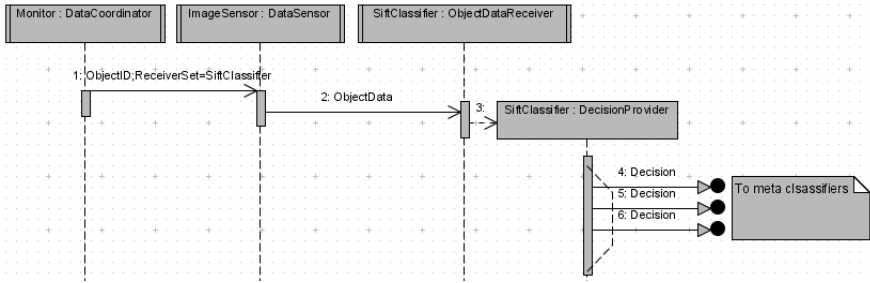 Monitor : DataCoordinator
ImageSensor : DataSensor
SiftClassifier : ObjectDataReceiver
1: ObjectID;ReceiverSet=SiftClassifier
2: ObjectData
3:
SiftClassifier : DecisionProvider
4: Decision
5: Decision
6: Decision
To meta clsassifiers